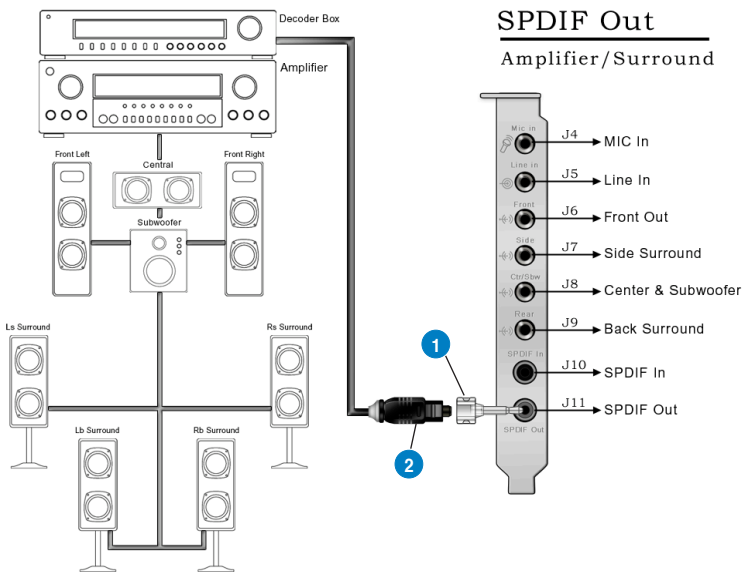 SPDIF Out
Amplifier/Surround
Decoder Box
Amplifier
Front Left
Central
Front Right
Subwoofer
Ls Surround
Rs Surround
Lb Surround
Rb Surround
1
2
Mic in
J4
MIC In
Line in
J5
Line In
Front
J6
Front Out
Side
J7
Side Surround
Ctr/Sbw
J8
Center & Subwoofer
Rear
J9
Back Surround
SPDIF In
J10
SPDIF In
J11
SPDIF Out
SPDIF Out